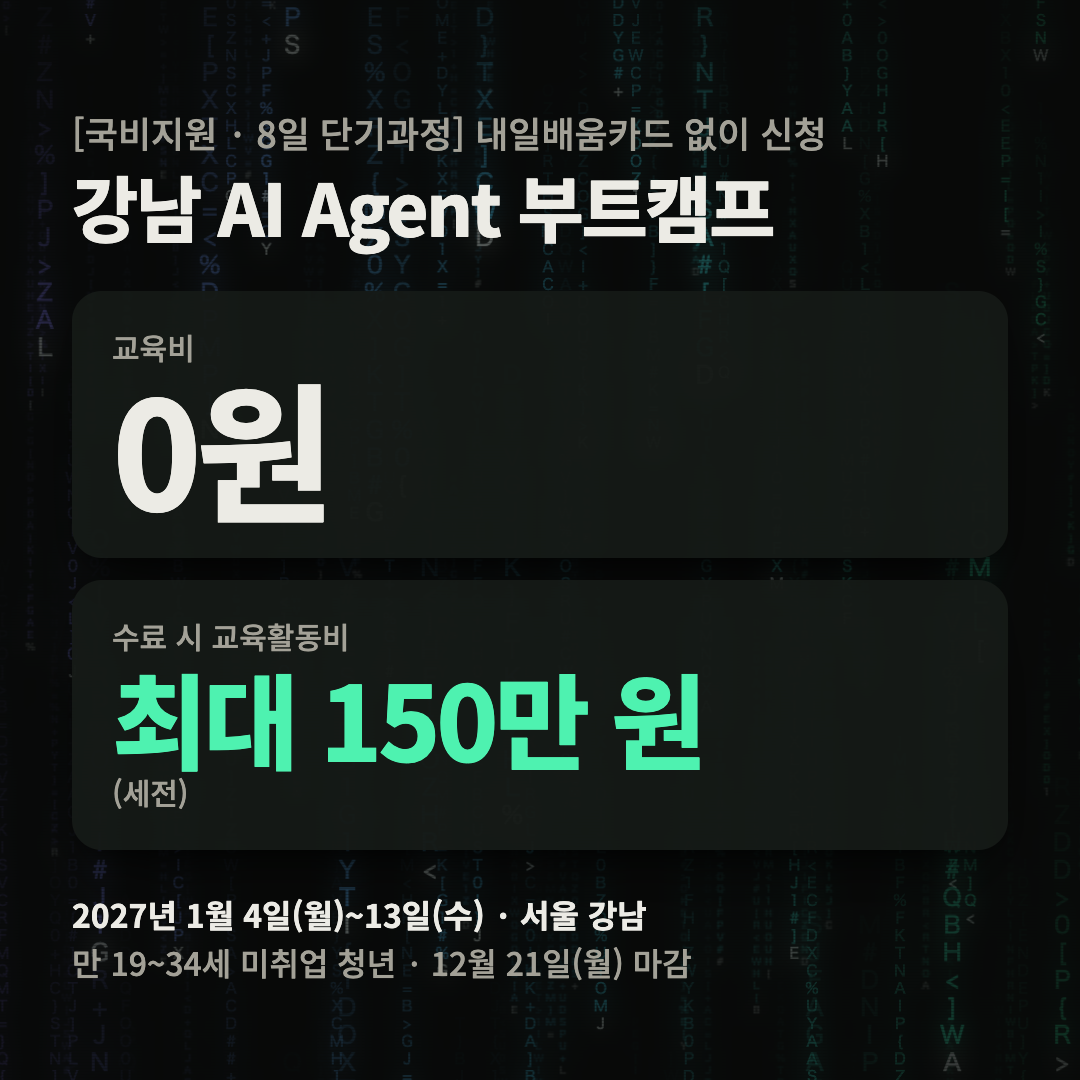 [국비지원 · 8일 단기과정] 내일배움카드 없이 신청
강남 AI Agent 부트캠프
교육비
0원
수료 시 교육활동비
최대 150만 원
(세전)
2027년 1월 4일(월)~13일(수) · 서울 강남
만 19~34세 미취업 청년 · 12월 21일(월) 마감